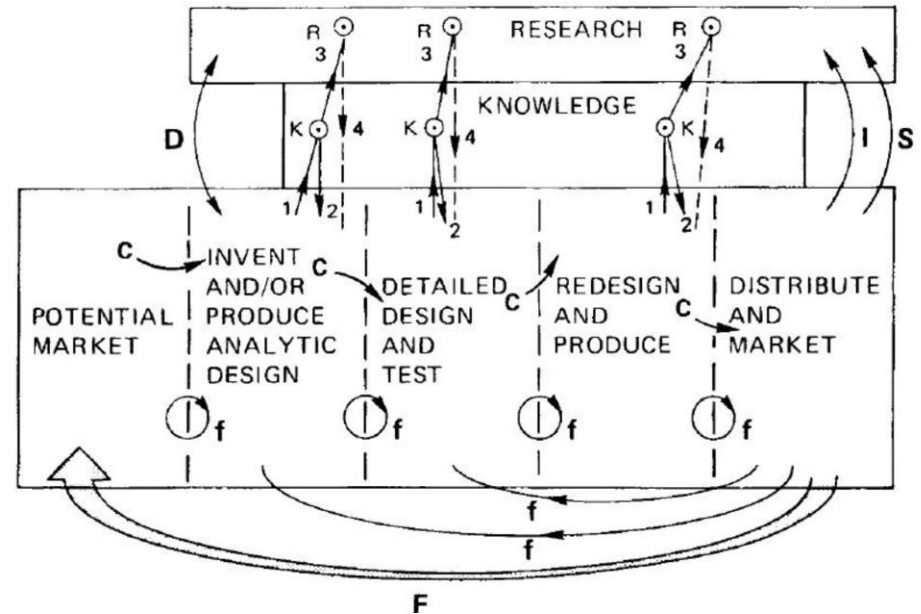 R R RESEARCH R
3 3 3
KNOWLEDGE
D K 4 K 4 K 4 I S
1 2 1 2 1 2
C INVENT C DETAILED C REDESIGN C DISTRIBUTE
AND/OR DESIGN AND AND
POTENTIAL PRODUCE AND PRODUCE MARKET
MARKET ANALYTIC TEST
DESIGN
f f f f
f
f
F